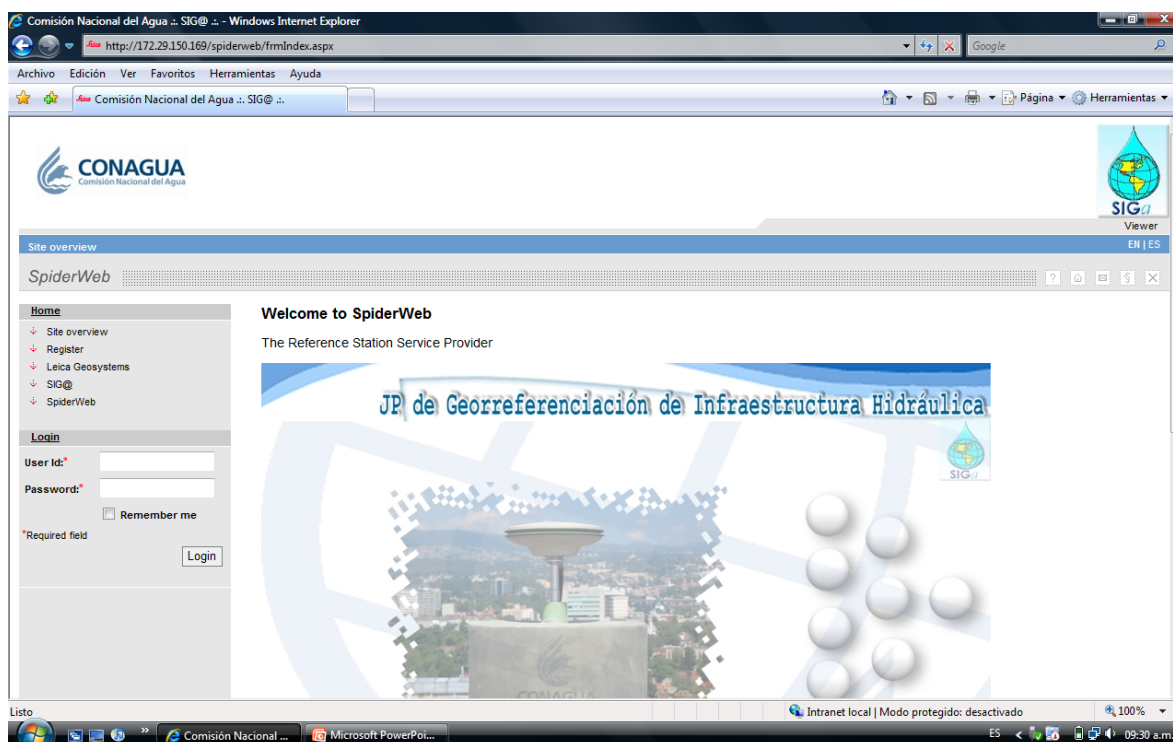 Comisión Nacional del Agua .:. SIG@ .:. - Windows Internet Explorer
http://172.29.150.169/spiderweb/frmIndex.aspx
Google
Archivo Edición Ver Favoritos Herramientas Ayuda
Comisión Nacional del Agua .:. SIG@ .:.
Página Herramientas
CONAGUA
Comisión Nacional del Agua
SIGa
Viewer
Site overview
EN | ES
SpiderWeb
Home
Site overview
Register
Leica Geosystems
SIG@
SpiderWeb
Login
User Id:*
Password:*
Remember me
*Required field
Login
Welcome to SpiderWeb
The Reference Station Service Provider
JP de Georreferenciación de Infraestructura Hidráulica
SIGa
CONAGUA
Listo
Intranet local | Modo protegido: desactivado
100%
Comisión Nacional ...
Microsoft PowerPoi...
ES
09:30 a.m.